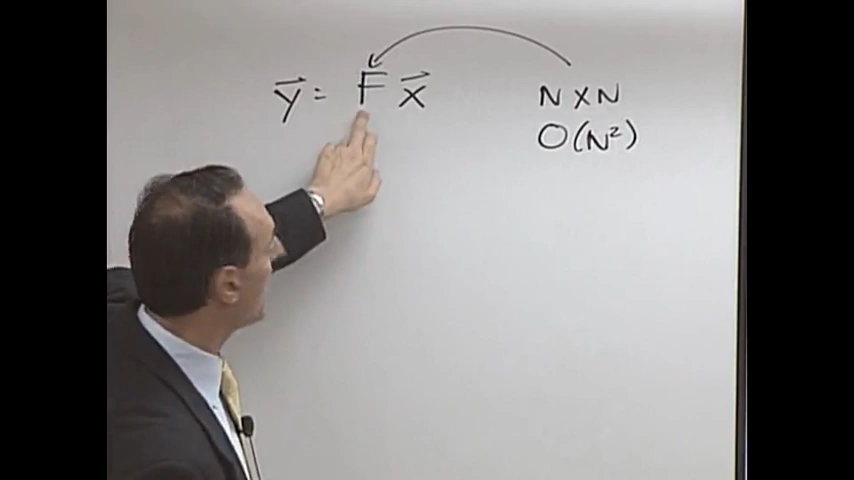 y⃗ = F x⃗
N x N
O(N²)